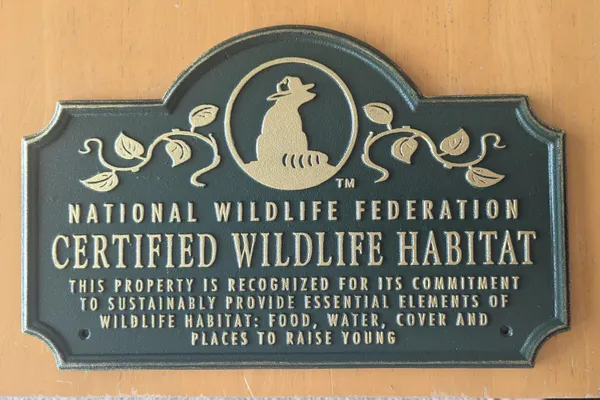 TM
NATIONAL WILDLIFE FEDERATION
CERTIFIED WILDLIFE HABITAT
THIS PROPERTY IS RECOGNIZED FOR ITS COMMITMENT
TO SUSTAINABLY PROVIDE ESSENTIAL ELEMENTS OF
WILDLIFE HABITAT: FOOD, WATER, COVER AND
PLACES TO RAISE YOUNG